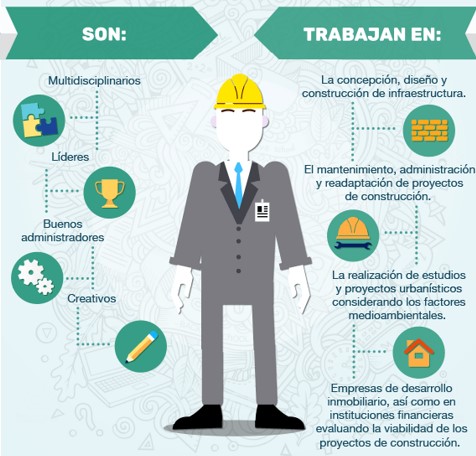 SON:
Multidisciplinarios
Líderes
Buenos
administradores
Creativos
TRABAJAN EN:
La concepción, diseño y
construcción de infraestructura.
El mantenimiento, administración
y readaptación de proyectos
de construcción.
La realización de estudios
y proyectos urbanísticos
considerando los factores
medioambientales.
Empresas de desarrollo
inmobiliario, así como en
instituciones financieras
evaluando la viabilidad de los
proyectos de construcción.